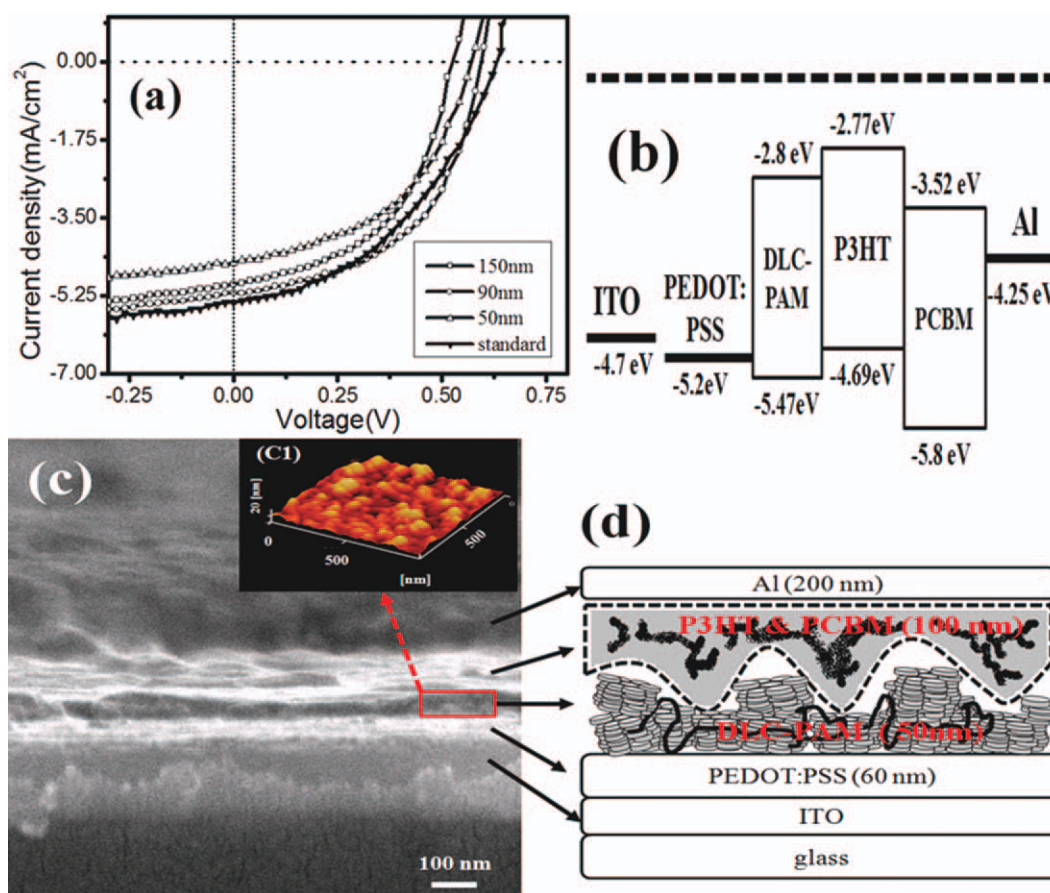 (a)
Current density(mA/cm²)
0.00
-1.75
-3.50
-5.25
-7.00
150nm
90nm
50nm
standard
-0.25
0.00
0.25
0.50
0.75
Voltage(V)
(b)
-2.77eV
-2.8 eV
-3.52 eV
Al
P3HT
DLC-
PAM
ITO
PEDOT:
PSS
PCBM
-4.25 eV
-4.7 eV
-5.2eV
-4.69eV
-5.47eV
-5.8 eV
(c)
(C1)
20 [nm]
0
500
[nm]
500
0
100 nm
(d)
Al (200 nm)
P3HT & PCBM (100 nm)
DLC-PAM ( 50nm)
PEDOT:PSS (60 nm)
ITO
glass